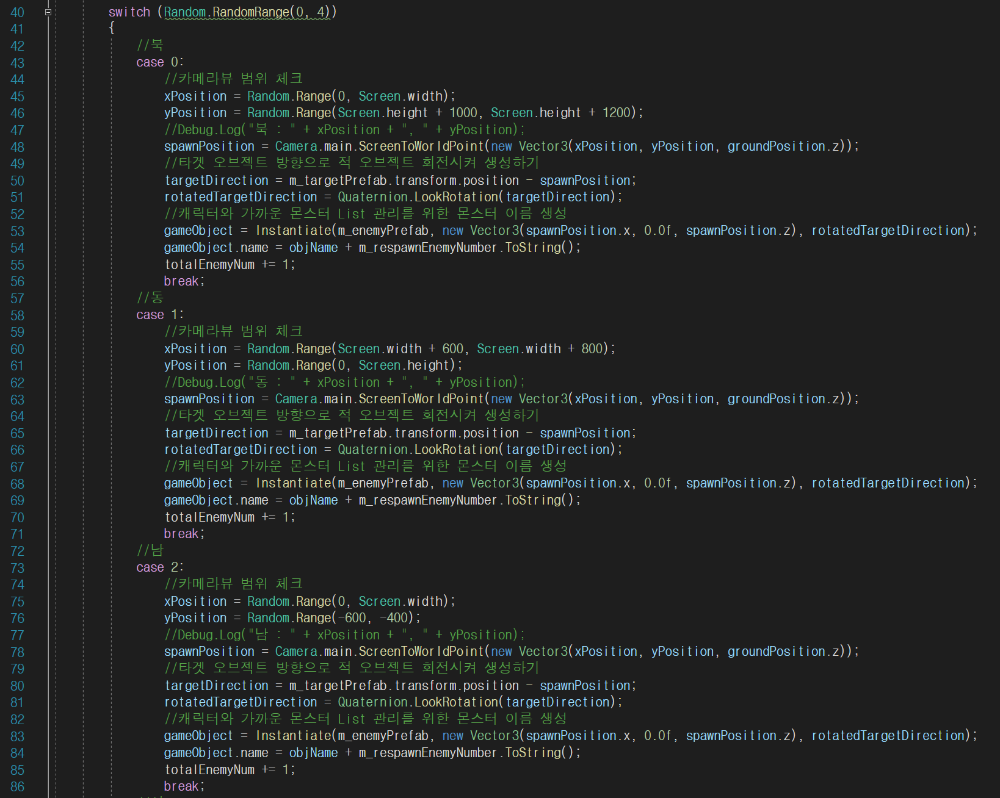 40 switch (Random.RandomRange(0, 4))
41 {
42 //북
43 case 0:
44 //카메라뷰 범위 체크
45 xPosition = Random.Range(0, Screen.width);
46 yPosition = Random.Range(Screen.height + 1000, Screen.height + 1200);
47 //Debug.Log("북 : " + xPosition + ", " + yPosition);
48 spawnPosition = Camera.main.ScreenToWorldPoint(new Vector3(xPosition, yPosition, groundPosition.z));
49 //타겟 오브젝트 방향으로 적 오브젝트 회전시켜 생성하기
50 targetDirection = m_targetPrefab.transform.position - spawnPosition;
51 rotatedTargetDirection = Quaternion.LookRotation(targetDirection);
52 //캐릭터와 가까운 몬스터 List 관리를 위한 몬스터 이름 생성
53 gameObject = Instantiate(m_enemyPrefab, new Vector3(spawnPosition.x, 0.0f, spawnPosition.z), rotatedTargetDirection);
54 gameObject.name = objName + m_respawnEnemyNumber.ToString();
55 totalEnemyNum += 1;
56 break;
57 //동
58 case 1:
59 //카메라뷰 범위 체크
60 xPosition = Random.Range(Screen.width + 600, Screen.width + 800);
61 yPosition = Random.Range(0, Screen.height);
62 //Debug.Log("동 : " + xPosition + ", " + yPosition);
63 spawnPosition = Camera.main.ScreenToWorldPoint(new Vector3(xPosition, yPosition, groundPosition.z));
64 //타겟 오브젝트 방향으로 적 오브젝트 회전시켜 생성하기
65 targetDirection = m_targetPrefab.transform.position - spawnPosition;
66 rotatedTargetDirection = Quaternion.LookRotation(targetDirection);
67 //캐릭터와 가까운 몬스터 List 관리를 위한 몬스터 이름 생성
68 gameObject = Instantiate(m_enemyPrefab, new Vector3(spawnPosition.x, 0.0f, spawnPosition.z), rotatedTargetDirection);
69 gameObject.name = objName + m_respawnEnemyNumber.ToString();
70 totalEnemyNum += 1;
71 break;
72 //남
73 case 2:
74 //카메라뷰 범위 체크
75 xPosition = Random.Range(0, Screen.width);
76 yPosition = Random.Range(-600, -400);
77 //Debug.Log("남 : " + xPosition + ", " + yPosition);
78 spawnPosition = Camera.main.ScreenToWorldPoint(new Vector3(xPosition, yPosition, groundPosition.z));
79 //타겟 오브젝트 방향으로 적 오브젝트 회전시켜 생성하기
80 targetDirection = m_targetPrefab.transform.position - spawnPosition;
81 rotatedTargetDirection = Quaternion.LookRotation(targetDirection);
82 //캐릭터와 가까운 몬스터 List 관리를 위한 몬스터 이름 생성
83 gameObject = Instantiate(m_enemyPrefab, new Vector3(spawnPosition.x, 0.0f, spawnPosition.z), rotatedTargetDirection);
84 gameObject.name = objName + m_respawnEnemyNumber.ToString();
85 totalEnemyNum += 1;
86 break;